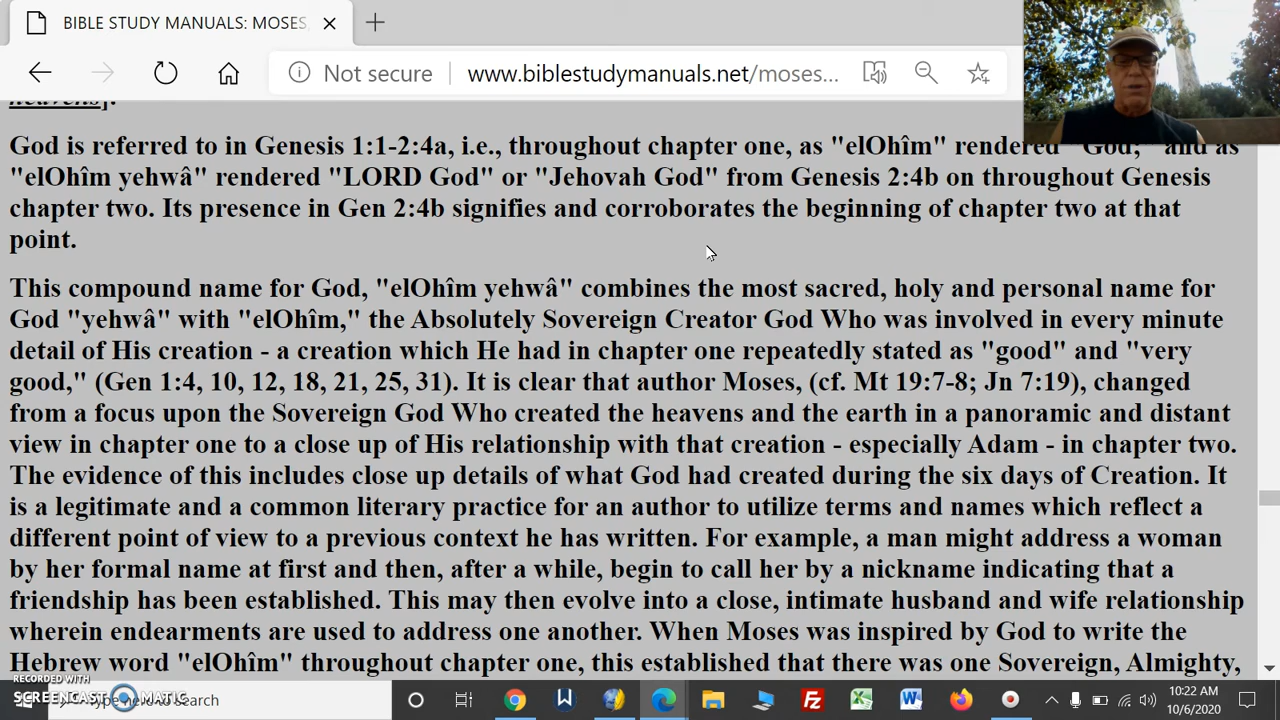 BIBLE STUDY MANUALS: MOSES,
Not secure www.biblestudymanuals.net/moses...
heavens].
God is referred to in Genesis 1:1-2:4a, i.e., throughout chapter one, as "elOhîm" rendered "God;" and as
"elOhîm yehwâ" rendered "LORD God" or "Jehovah God" from Genesis 2:4b on throughout Genesis
chapter two. Its presence in Gen 2:4b signifies and corroborates the beginning of chapter two at that
point.
This compound name for God, "elOhîm yehwâ" combines the most sacred, holy and personal name for
God "yehwâ" with "elOhîm," the Absolutely Sovereign Creator God Who was involved in every minute
detail of His creation - a creation which He had in chapter one repeatedly stated as "good" and "very
good," (Gen 1:4, 10, 12, 18, 21, 25, 31). It is clear that author Moses, (cf. Mt 19:7-8; Jn 7:19), changed
from a focus upon the Sovereign God Who created the heavens and the earth in a panoramic and distant
view in chapter one to a close up of His relationship with that creation - especially Adam - in chapter two.
The evidence of this includes close up details of what God had created during the six days of Creation. It
is a legitimate and a common literary practice for an author to utilize terms and names which reflect a
different point of view to a previous context he has written. For example, a man might address a woman
by her formal name at first and then, after a while, begin to call her by a nickname indicating that a
friendship has been established. This may then evolve into a close, intimate husband and wife relationship
wherein endearments are used to address one another. When Moses was inspired by God to write the
Hebrew word "elOhîm" throughout chapter one, this established that there was one Sovereign, Almighty,
RECORDED WITH
SCREENCAST MATIC
Type here to search
10:22 AM
10/6/2020